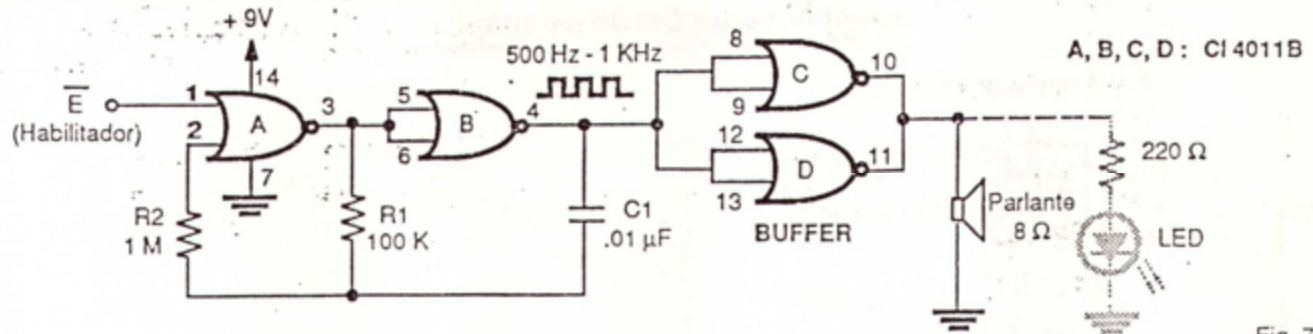 + 9V
500 Hz - 1 KHz
A, B, C, D : CI 4011B
E
(Habilitador)
1
2
14
A
3
7
5
6
B
4
8
9
C
10
12
13
D
11
BUFFER
R2
1 M
R1
100 K
C1
.01 µF
Parlante
8 Ω
220 Ω
LED
Fig. 7